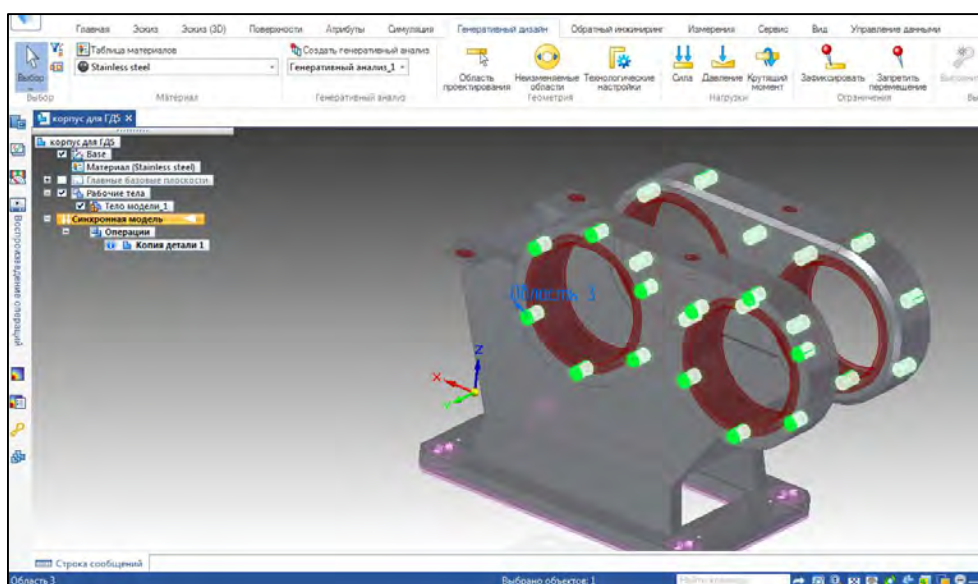 Главная Эскиз Эскиз (3D) Поверхности Атрибуты Симуляция Генеративный дизайн Обратный инжиниринг Измерения Сервис Вид Управление данными
Таблица материалов
Stainless steel
Выбор
Выбор
Материал
Создать генеративный анализ
Генеративный анализ_1
Генеративный анализ
Область проектирования
Неизменяемые области
Технологические настройки
Геометрия
Сила Давление Крутящий момент
Нагрузки
Зафиксировать
Запретить перемещение
Ограничения
корпус для ГД5
корпус для ГД5
Base
Материал (Stainless steel)
Главные базовые плоскости
Рабочие тела
Тело модели_1
Синхронная модель
Операции
Копия детали 1
Воспроизведение операций
Область 3
Z
X
Y
Строка сообщений
Область 3
Выбрано объектов: 1
Найти команды